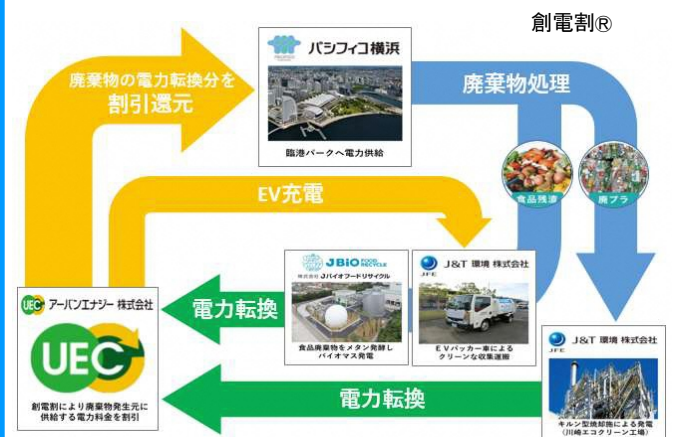 創電割®
パシフィコ横浜
臨港パークへ電力供給
廃棄物の電力転換分を
割引還元
廃棄物処理
食品残渣
廃プラ
EV充電
JBiO FOOD RECYCLE
株式会社 Jバイオフードリサイクル
食品廃棄物をメタン発酵し
バイオマス発電
JFE
J&T 環境 株式会社
EVパッカー車による
クリーンな収集運搬
電力転換
UEC アーバンエナジー 株式会社
UEC
創電割により廃棄物発生元に
供給する電力料金を割引
電力転換
JFE
J&T 環境 株式会社
キルン型焼却施による発電
(川崎エコクリーン工場)